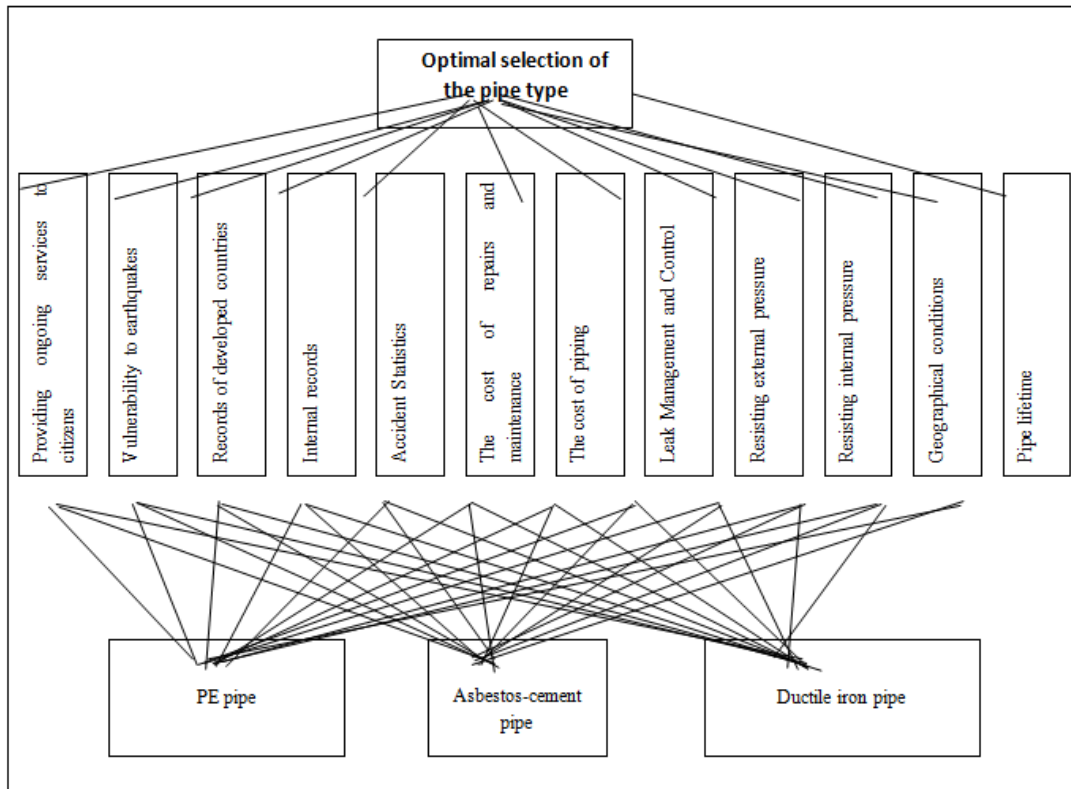 Optimal selection of
the pipe type
Providing ongoing services to
citizens
Vulnerability to earthquakes
Records of developed countries
Internal records
Accident Statistics
The cost of repairs and
maintenance
The cost of piping
Leak Management and Control
Resisting external pressure
Resisting internal pressure
Geographical conditions
Pipe lifetime
PE pipe
Asbestos-cement
pipe
Ductile iron pipe